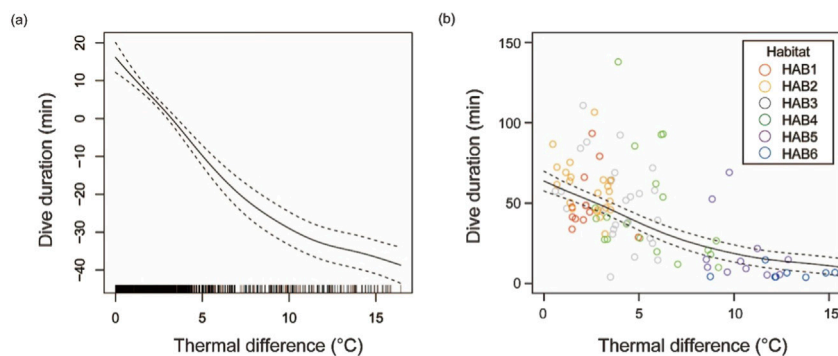 (a)
Dive duration (min)
20
10
0
−10
−20
−30
−40
0
5
10
15
Thermal difference (°C)
(b)
Dive duration (min)
150
100
50
0
0
5
10
15
Thermal difference (°C)
Habitat
HAB1
HAB2
HAB3
HAB4
HAB5
HAB6